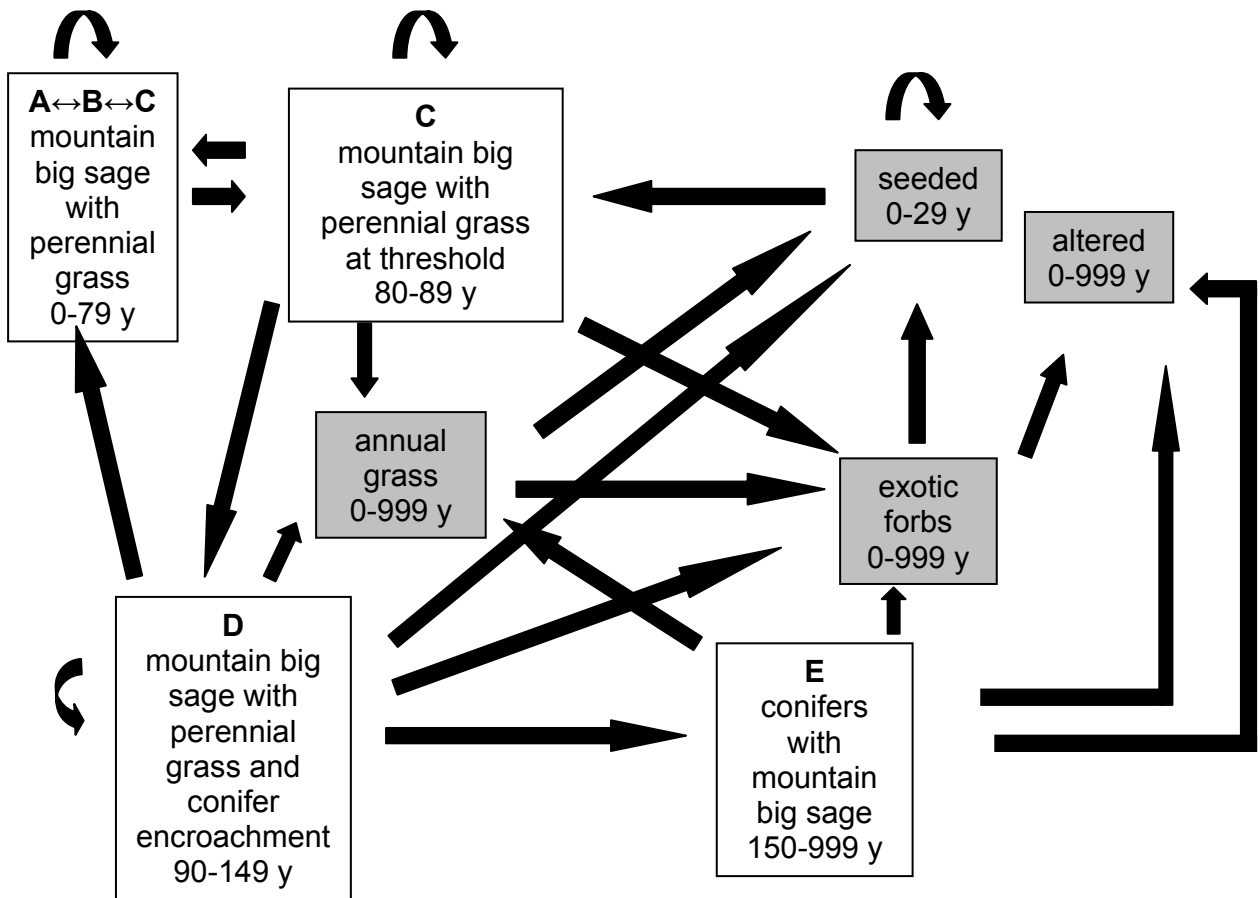 A↔B↔C
mountain
big sage
with
perennial
grass
0-79 y
C
mountain big
sage with
perennial grass
at threshold
80-89 y
seeded
0-29 y
altered
0-999 y
annual
grass
0-999 y
exotic
forbs
0-999 y
D
mountain big
sage with
perennial
grass and
conifer
encroachment
90-149 y
E
conifers
with
mountain
big sage
150-999 y